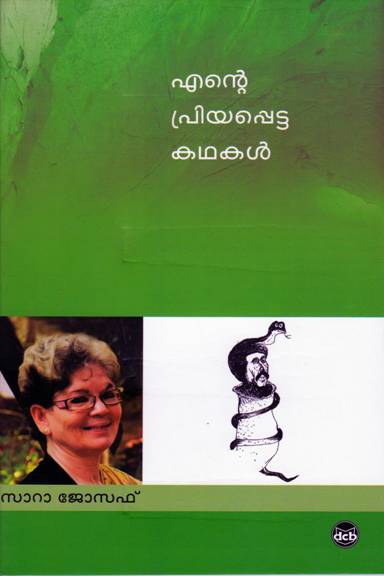 എന്റെ
പ്രിയപ്പെട്ട
കഥകൾ
സാറാ ജോസഫ്
dcb